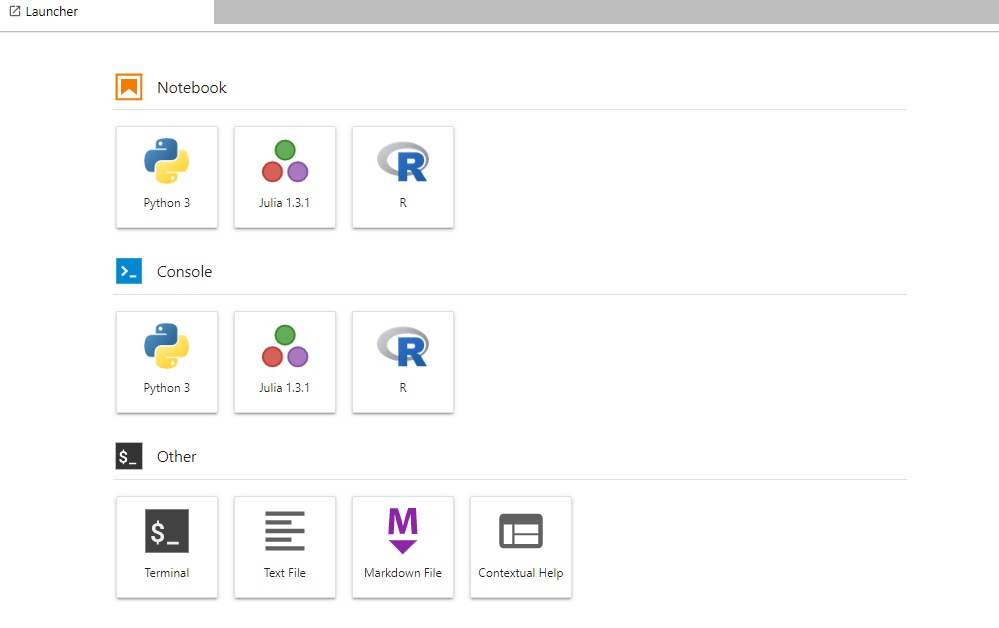 Launcher
Notebook
Python 3
Julia 1.3.1
R
Console
Python 3
Julia 1.3.1
R
$_ Other
$_
M
Terminal
Text File
Markdown File
Contextual Help